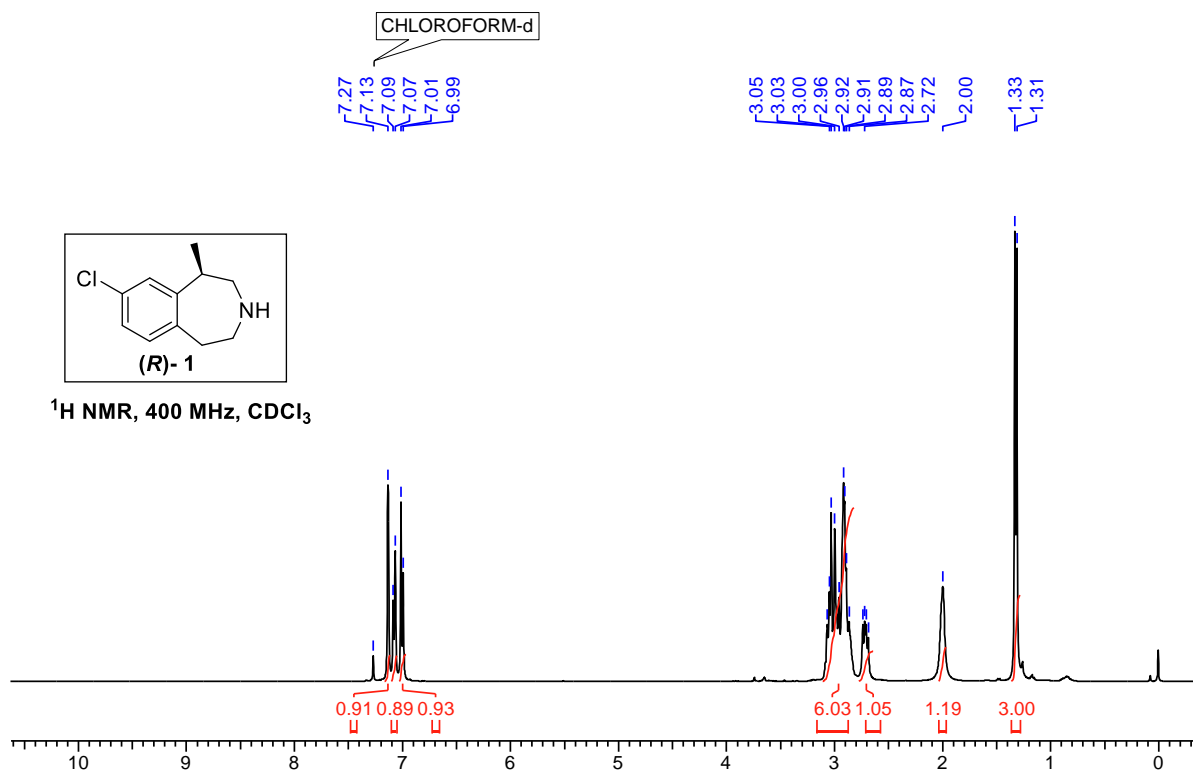 CHLOROFORM-d
7.27
7.13
7.09
7.07
7.01
6.99
3.05
3.03
3.00
2.96
2.92
2.91
2.89
2.87
2.72
2.00
1.33
1.31
Cl
NH
(R)- 1
¹H NMR, 400 MHz, CDCl₃
0.91 0.89 0.93 6.03 1.05 1.19 3.00
10 9 8 7 6 5 4 3 2 1 0